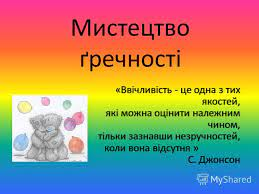 Мистецтво
ґречності
«Ввічливість - це одна з тих
якостей,
які можна оцінити належним
чином,
тільки зазнавши незручностей,
коли вона відсутня »
С. Джонсон
MyShared